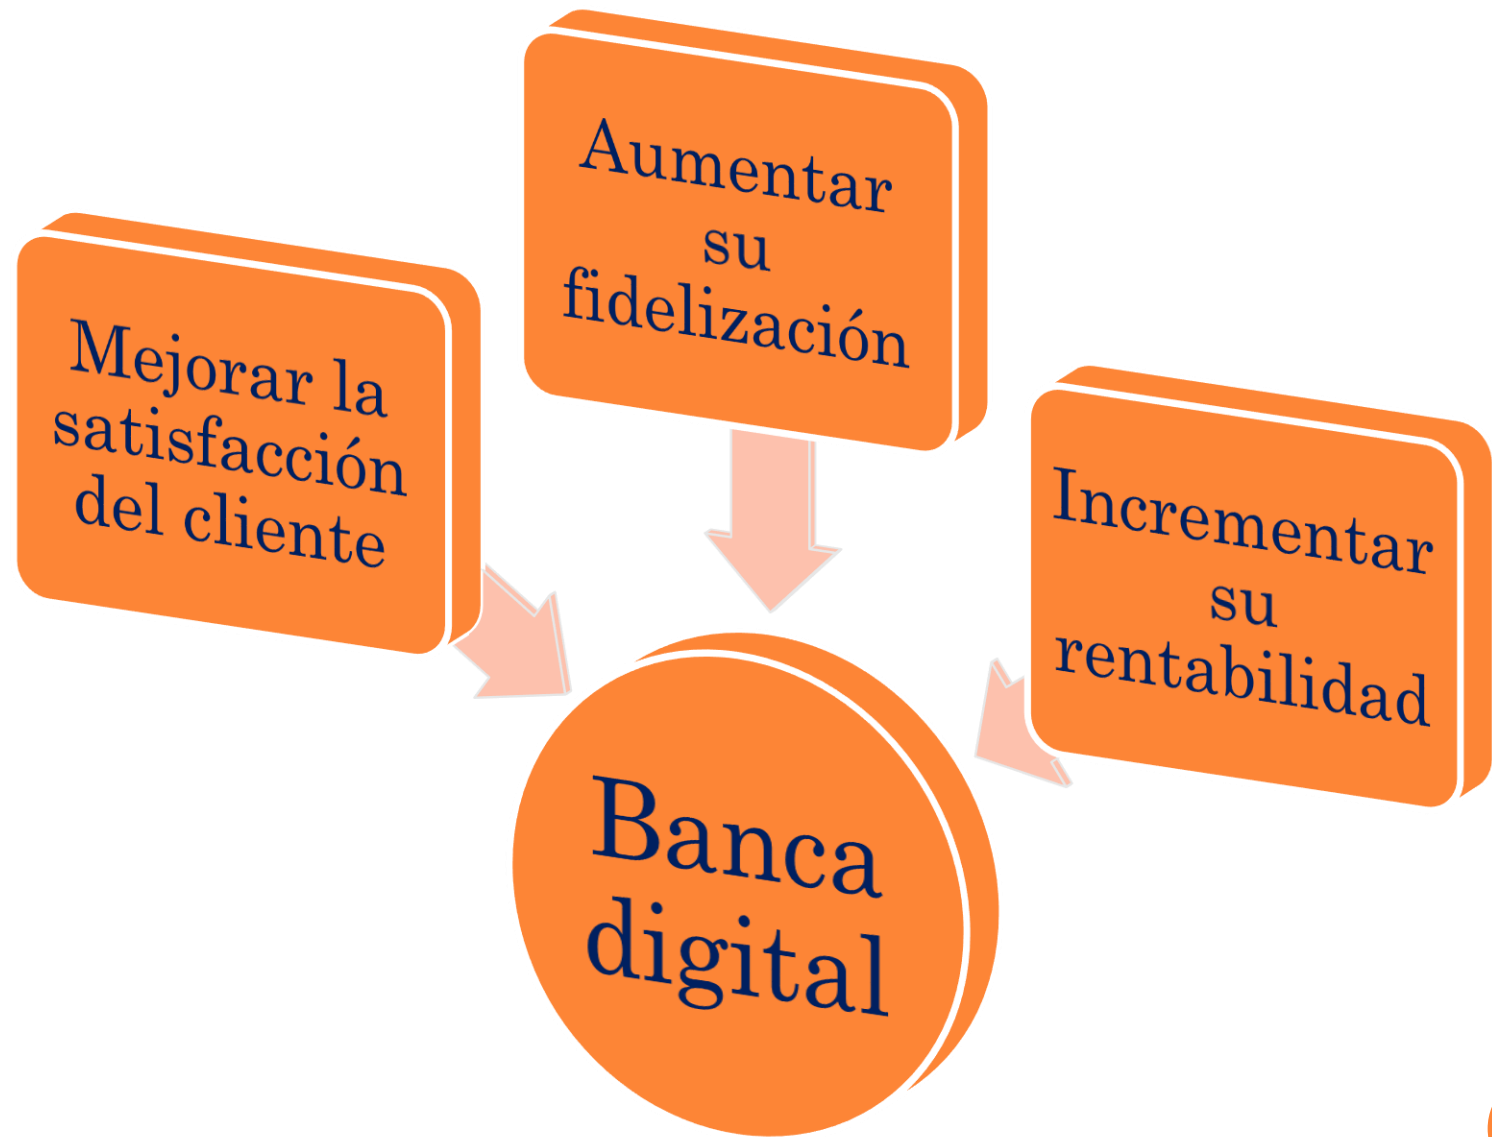 Mejorar la
satisfacción
del cliente
Aumentar
su
fidelización
Incrementar
su
rentabilidad
Banca
digital